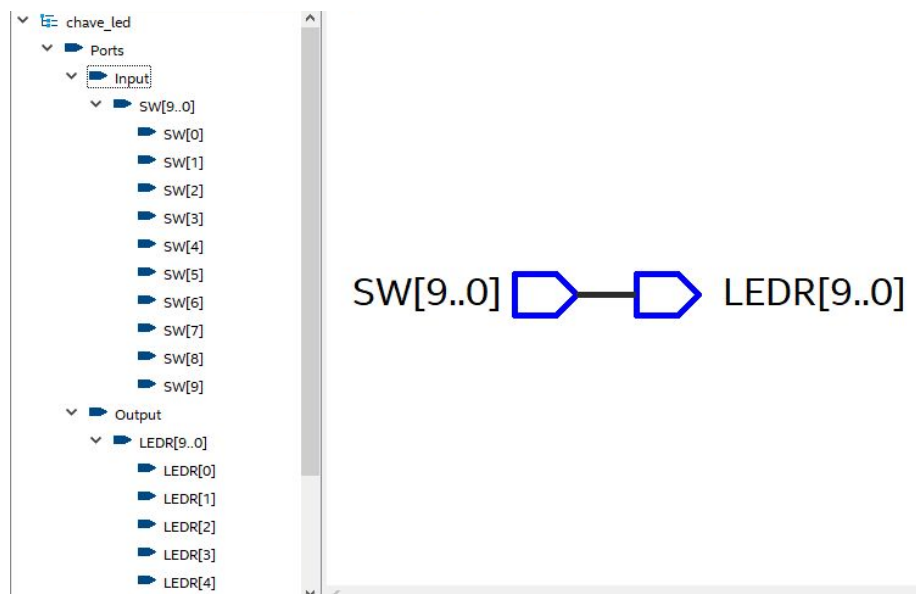 chave_led
Ports
Input
SW[9..0]
SW[0]
SW[1]
SW[2]
SW[3]
SW[4]
SW[5]
SW[6]
SW[7]
SW[8]
SW[9]
Output
LEDR[9..0]
LEDR[0]
LEDR[1]
LEDR[2]
LEDR[3]
LEDR[4]
SW[9..0] LEDR[9..0]